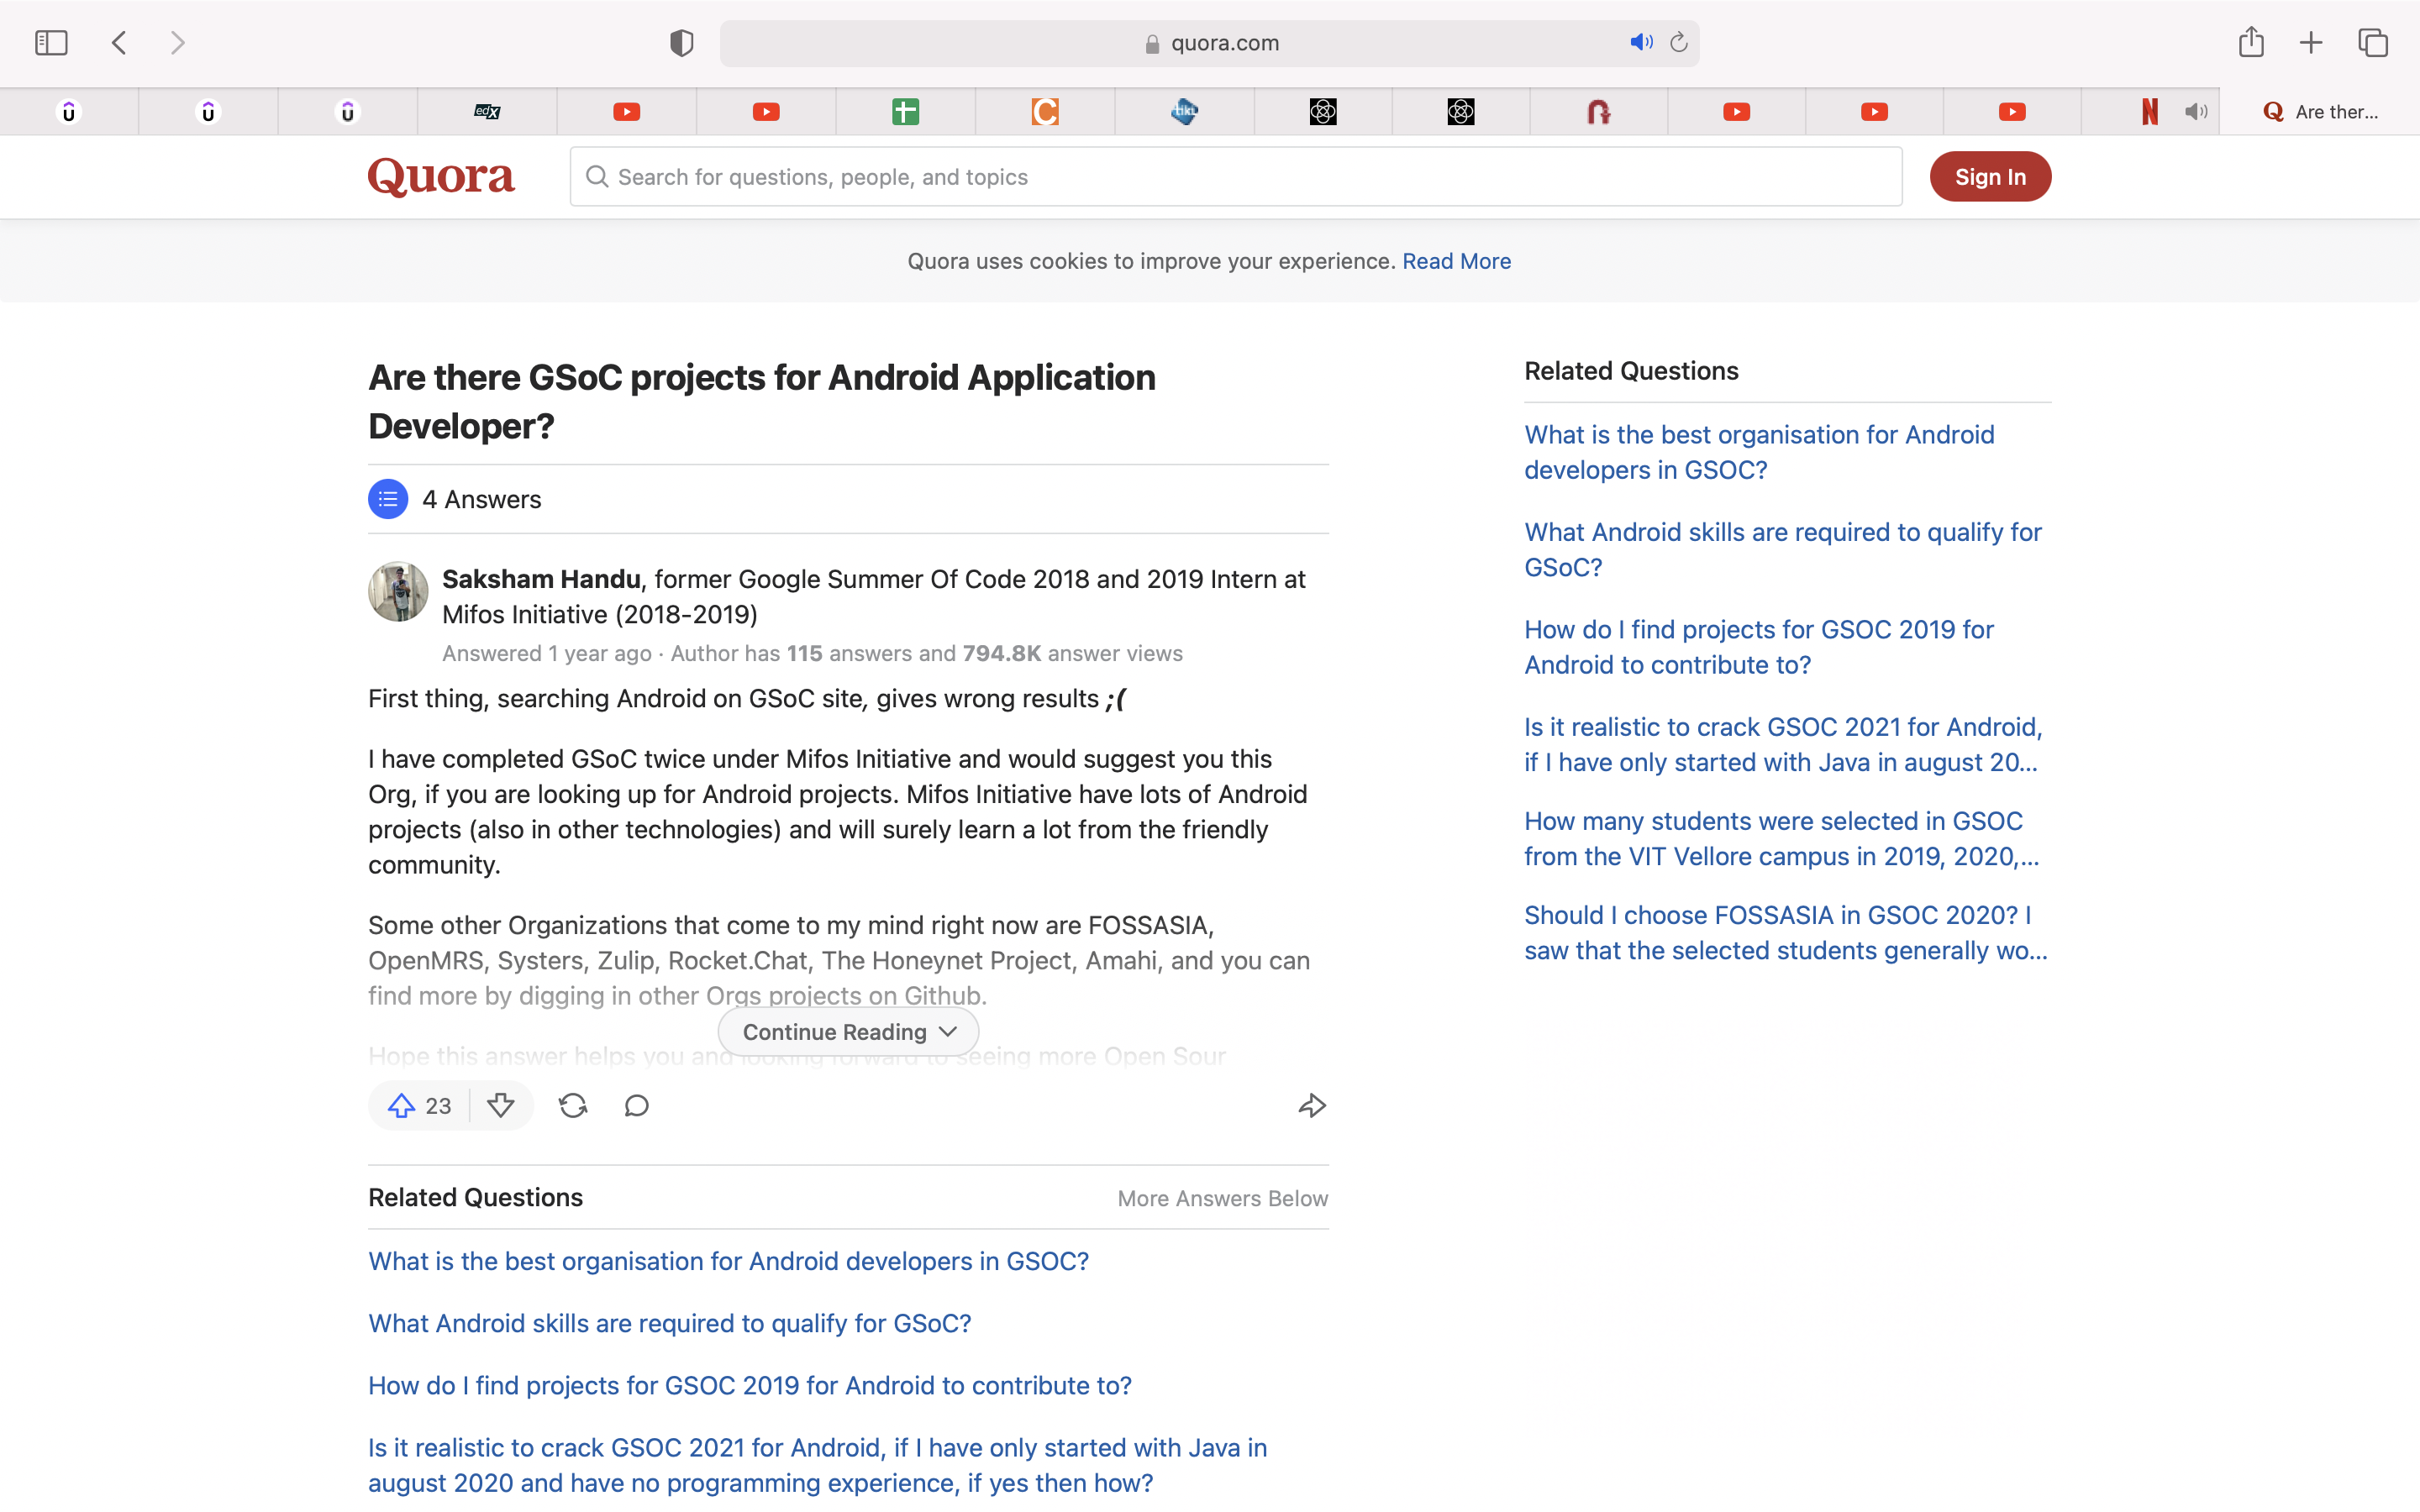 quora.com
edX
Are ther...
Quora
Search for questions, people, and topics
Sign In
Quora uses cookies to improve your experience. Read More
Are there GSoC projects for Android Application
Developer?
4 Answers
Saksham Handu, former Google Summer Of Code 2018 and 2019 Intern at
Mifos Initiative (2018-2019)
Answered 1 year ago · Author has 115 answers and 794.8K answer views
First thing, searching Android on GSoC site, gives wrong results ;(
I have completed GSoC twice under Mifos Initiative and would suggest you this
Org, if you are looking up for Android projects. Mifos Initiative have lots of Android
projects (also in other technologies) and will surely learn a lot from the friendly
community.
Some other Organizations that come to my mind right now are FOSSASIA,
OpenMRS, Systers, Zulip, Rocket.Chat, The Honeynet Project, Amahi, and you can
find more by digging in other Orgs projects on Github.
Continue Reading
Hope this answer helps you and looking forward to seeing more Open Sour
23
Related Questions
More Answers Below
What is the best organisation for Android developers in GSOC?
What Android skills are required to qualify for GSoC?
How do I find projects for GSOC 2019 for Android to contribute to?
Is it realistic to crack GSOC 2021 for Android, if I have only started with Java in
august 2020 and have no programming experience, if yes then how?
Related Questions
What is the best organisation for Android
developers in GSOC?
What Android skills are required to qualify for
GSoC?
How do I find projects for GSOC 2019 for
Android to contribute to?
Is it realistic to crack GSOC 2021 for Android,
if I have only started with Java in august 20...
How many students were selected in GSOC
from the VIT Vellore campus in 2019, 2020,...
Should I choose FOSSASIA in GSOC 2020? I
saw that the selected students generally wo...